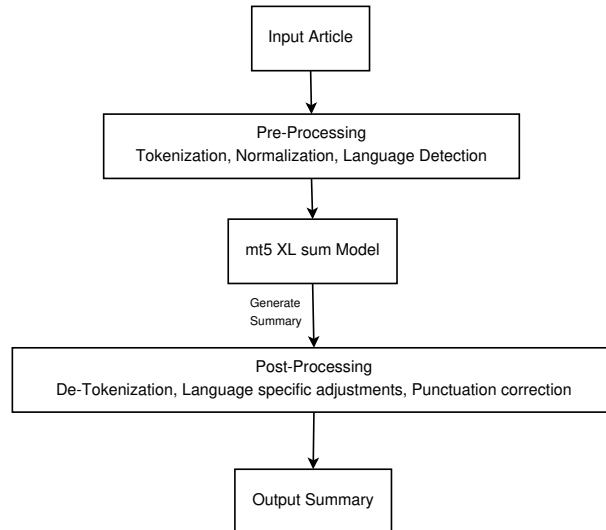 Input Article
Pre-Processing
Tokenization, Normalization, Language Detection
mt5 XL sum Model
Generate
Summary
Post-Processing
De-Tokenization, Language specific adjustments, Punctuation correction
Output Summary